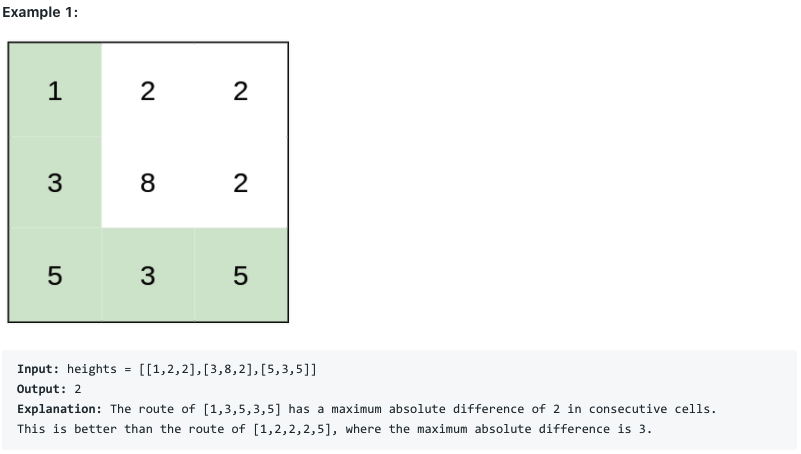 Example 1:
1 2 2
3 8 2
5 3 5
Input: heights = [[1,2,2],[3,8,2],[5,3,5]]
Output: 2
Explanation: The route of [1,3,5,3,5] has a maximum absolute difference of 2 in consecutive cells.
This is better than the route of [1,2,2,2,5], where the maximum absolute difference is 3.